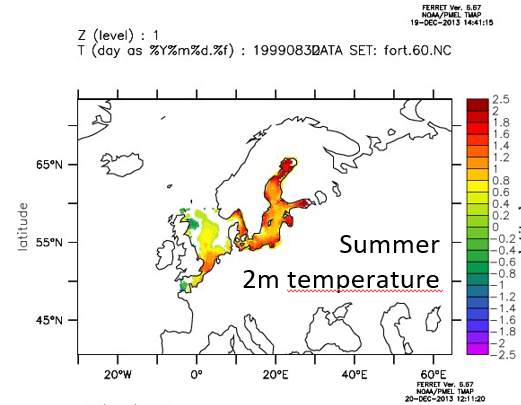 FERRET Ver. 6.67
NOAA/PMEL TMAP
19-DEC-2013 14:41:15
Z (level) : 1
T (day as %Y%m%d.%f) : 19990830
DATA SET: fort.60.NC
65°N
55°N
45°N
latitude
20°W
0°
20°E
40°E
60°E
Summer
2m temperature
2.5
2
1.8
1.6
1.4
1.2
1
0.8
0.6
0.4
0.2
0
-0.2
-0.4
-0.6
-0.8
-1
-1.2
-1.4
-1.6
-1.8
-2
-2.5
FERRET Ver. 6.67
NOAA/PMEL TMAP
20-DEC-2013 12:11:20